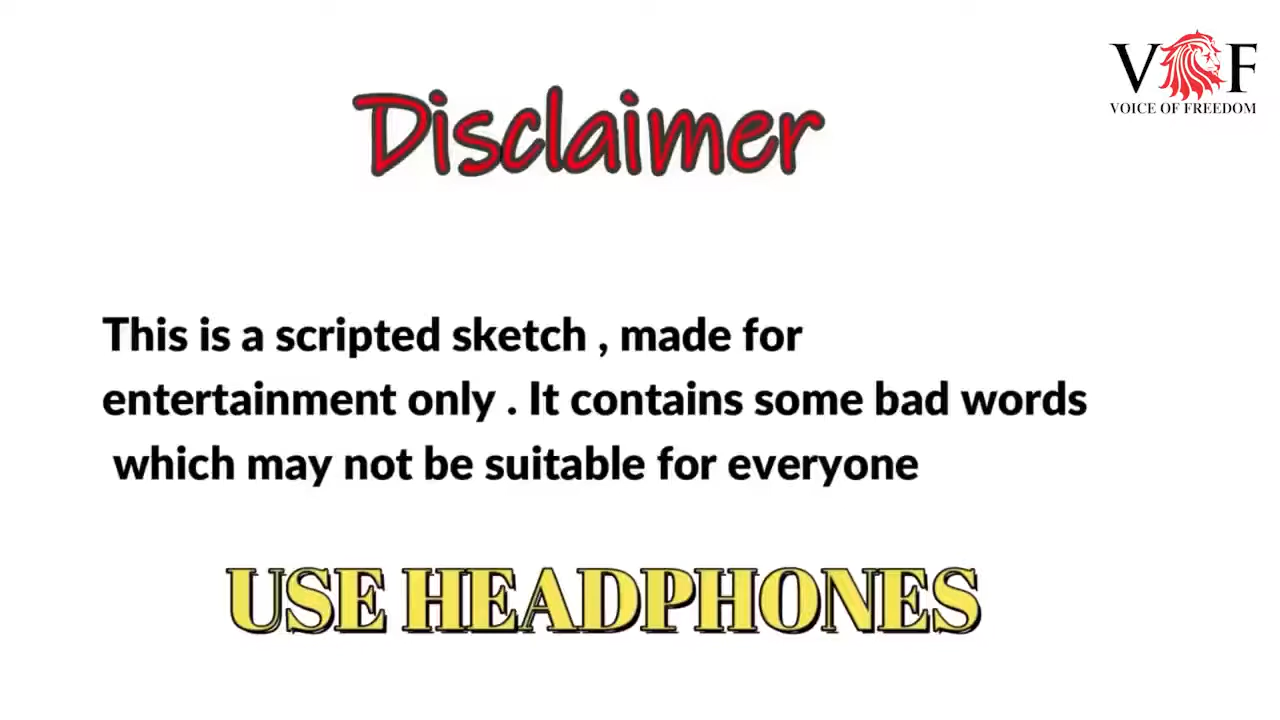 V F
VOICE OF FREEDOM
Disclaimer
This is a scripted sketch , made for
entertainment only . It contains some bad words
which may not be suitable for everyone
USE HEADPHONES